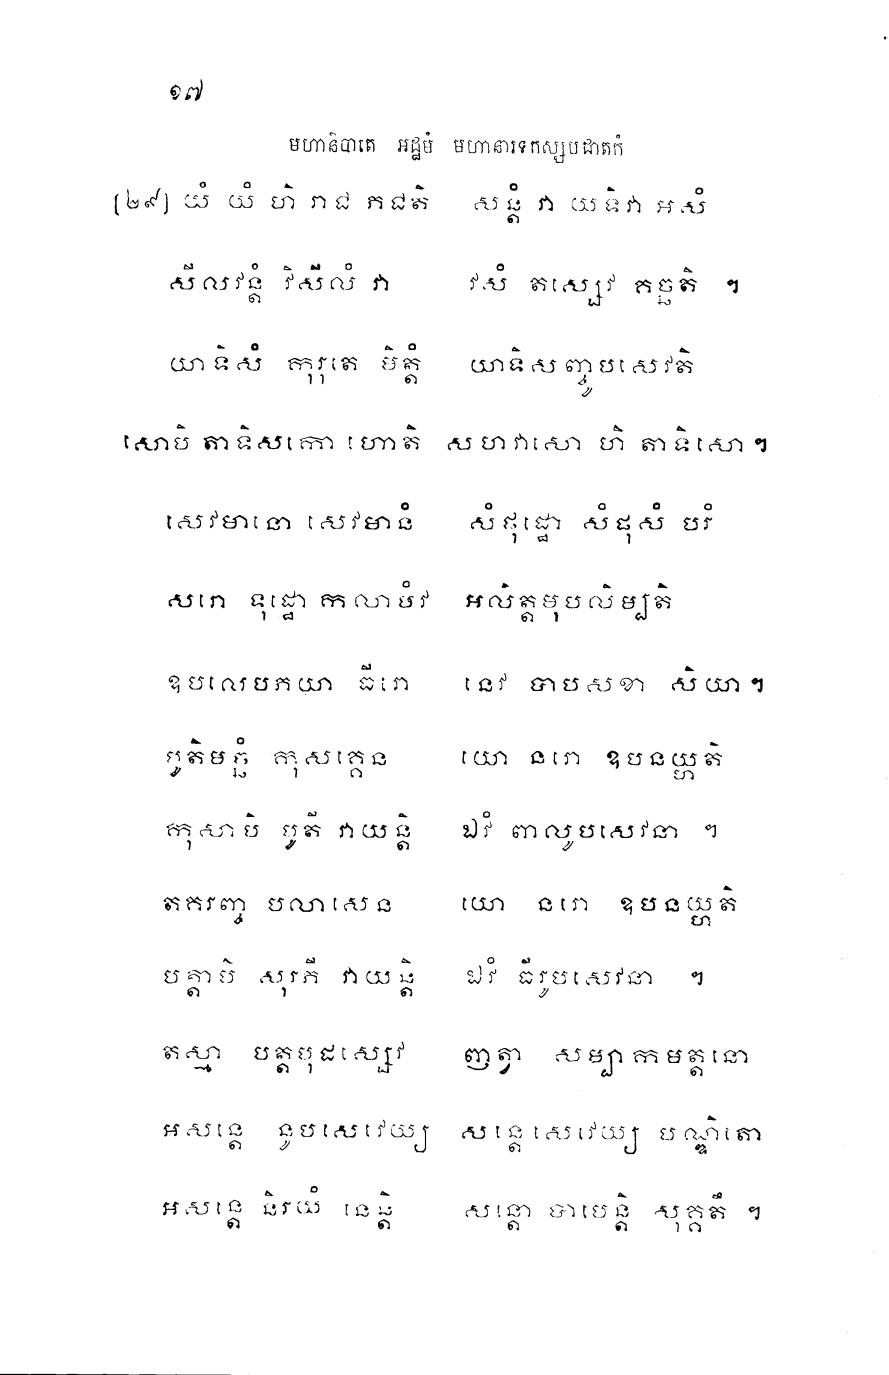 ១៧
មហានិបាតេ អដ្ឋមំ មហានារទកស្សបជាតកំ
[២៩] យំ យំ ហិ រាជ ភជតិ សន្តំ វា យទិវា អសំ
សីលវន្តំ វិសីលំ វា វសំ តស្សេវ គច្ឆតិ ។
យាទិសំ កុរុតេ មិត្តំ យាទិសញ្ចូបសេវតិ
សោបិ តាទិសកោ ហោតិ សហវាសោ ហិ តាទិសោ។
សេវមានោ សេវមានំ សំផុដ្ឋោ សំផុសំ បរំ
សរោ ទុដ្ឋោ កលាបំវ អលិត្តមុបលិម្បតិ
ឧបលេបភយា ធីរោ នេវ បាបសខា សិយា។
បូតិមច្ឆំ កុសគ្គេន យោ នរោ ឧបនយ្ហតិ
កុសាបិ បូតី វាយន្តិ ឯវំ ពាលូបសេវនា ។
តករញ្ច បលាសេន យោ នរោ ឧបនយ្ហតិ
បត្តាបិ សុរភី វាយន្តិ ឯវំ ធីរូបសេវនា ។
តស្មា បត្តបុដស្សេវ ញត្វា សម្បាកមត្តនោ
អសន្តេ នូបសេវេយ្យ សន្តេ សេវេយ្យ បណ្ឌិតោ
អសន្តេ និរយំ នេន្តិ សន្តោ បាបេន្តិ សុគ្គតឹ ។